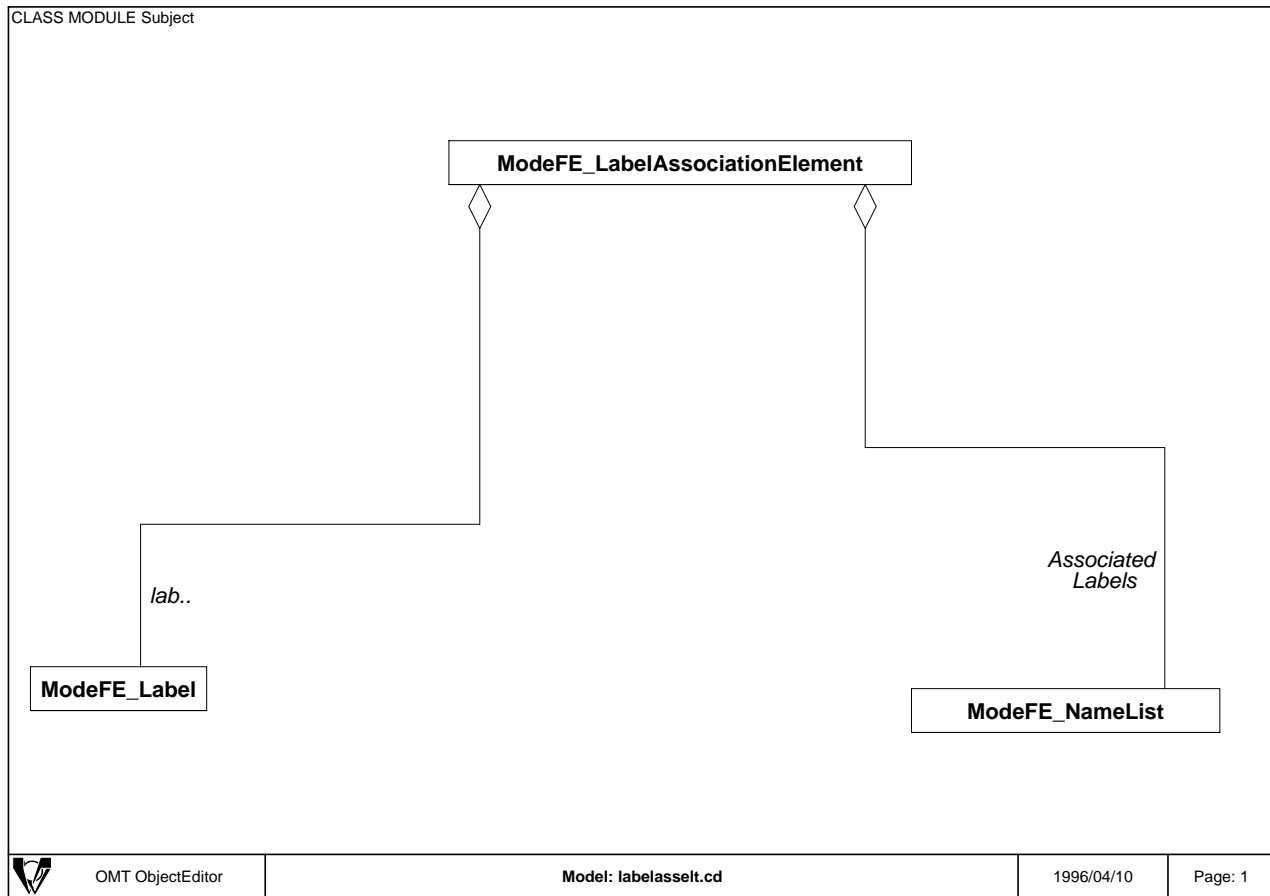 CLASS MODULE Subject
ModeFE_LabelAssociationElement
Associated
Labels
lab..
ModeFE_Label
ModeFE_NameList
OMT ObjectEditor
Model: labelasselt.cd
1996/04/10
Page: 1